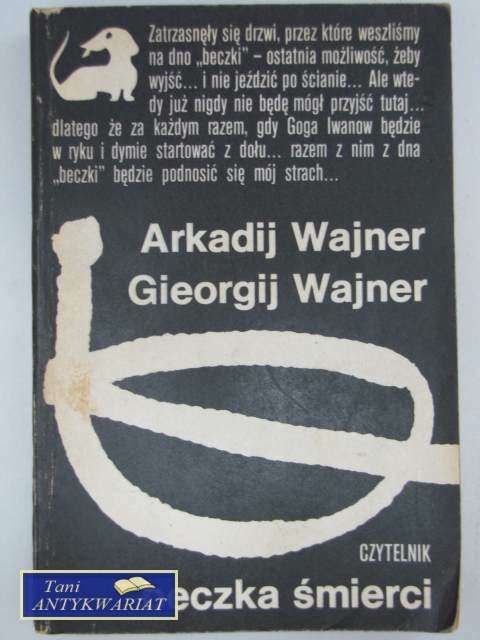 Zatrzasnęły się drzwi, przez które weszliśmy
na dno „beczki" – ostatnia możliwość, żeby
wyjść... i nie jeździć po ścianie... Ale wte-
dy już nigdy nie będę mógł przyjść tutaj...
dlatego że za każdym razem, gdy Goga Iwanow będzie
w ryku i dymie startować z dołu... razem z nim z dna
„beczki" będzie podnosić się mój strach...
Arkadij Wajner
Gieorgij Wajner
CZYTELNIK
eczka śmierci
Tani
ANTYKWARIAT